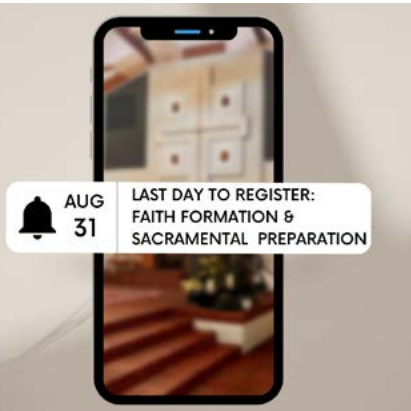 AUG
31
LAST DAY TO REGISTER:
FAITH FORMATION &
SACRAMENTAL PREPARATION